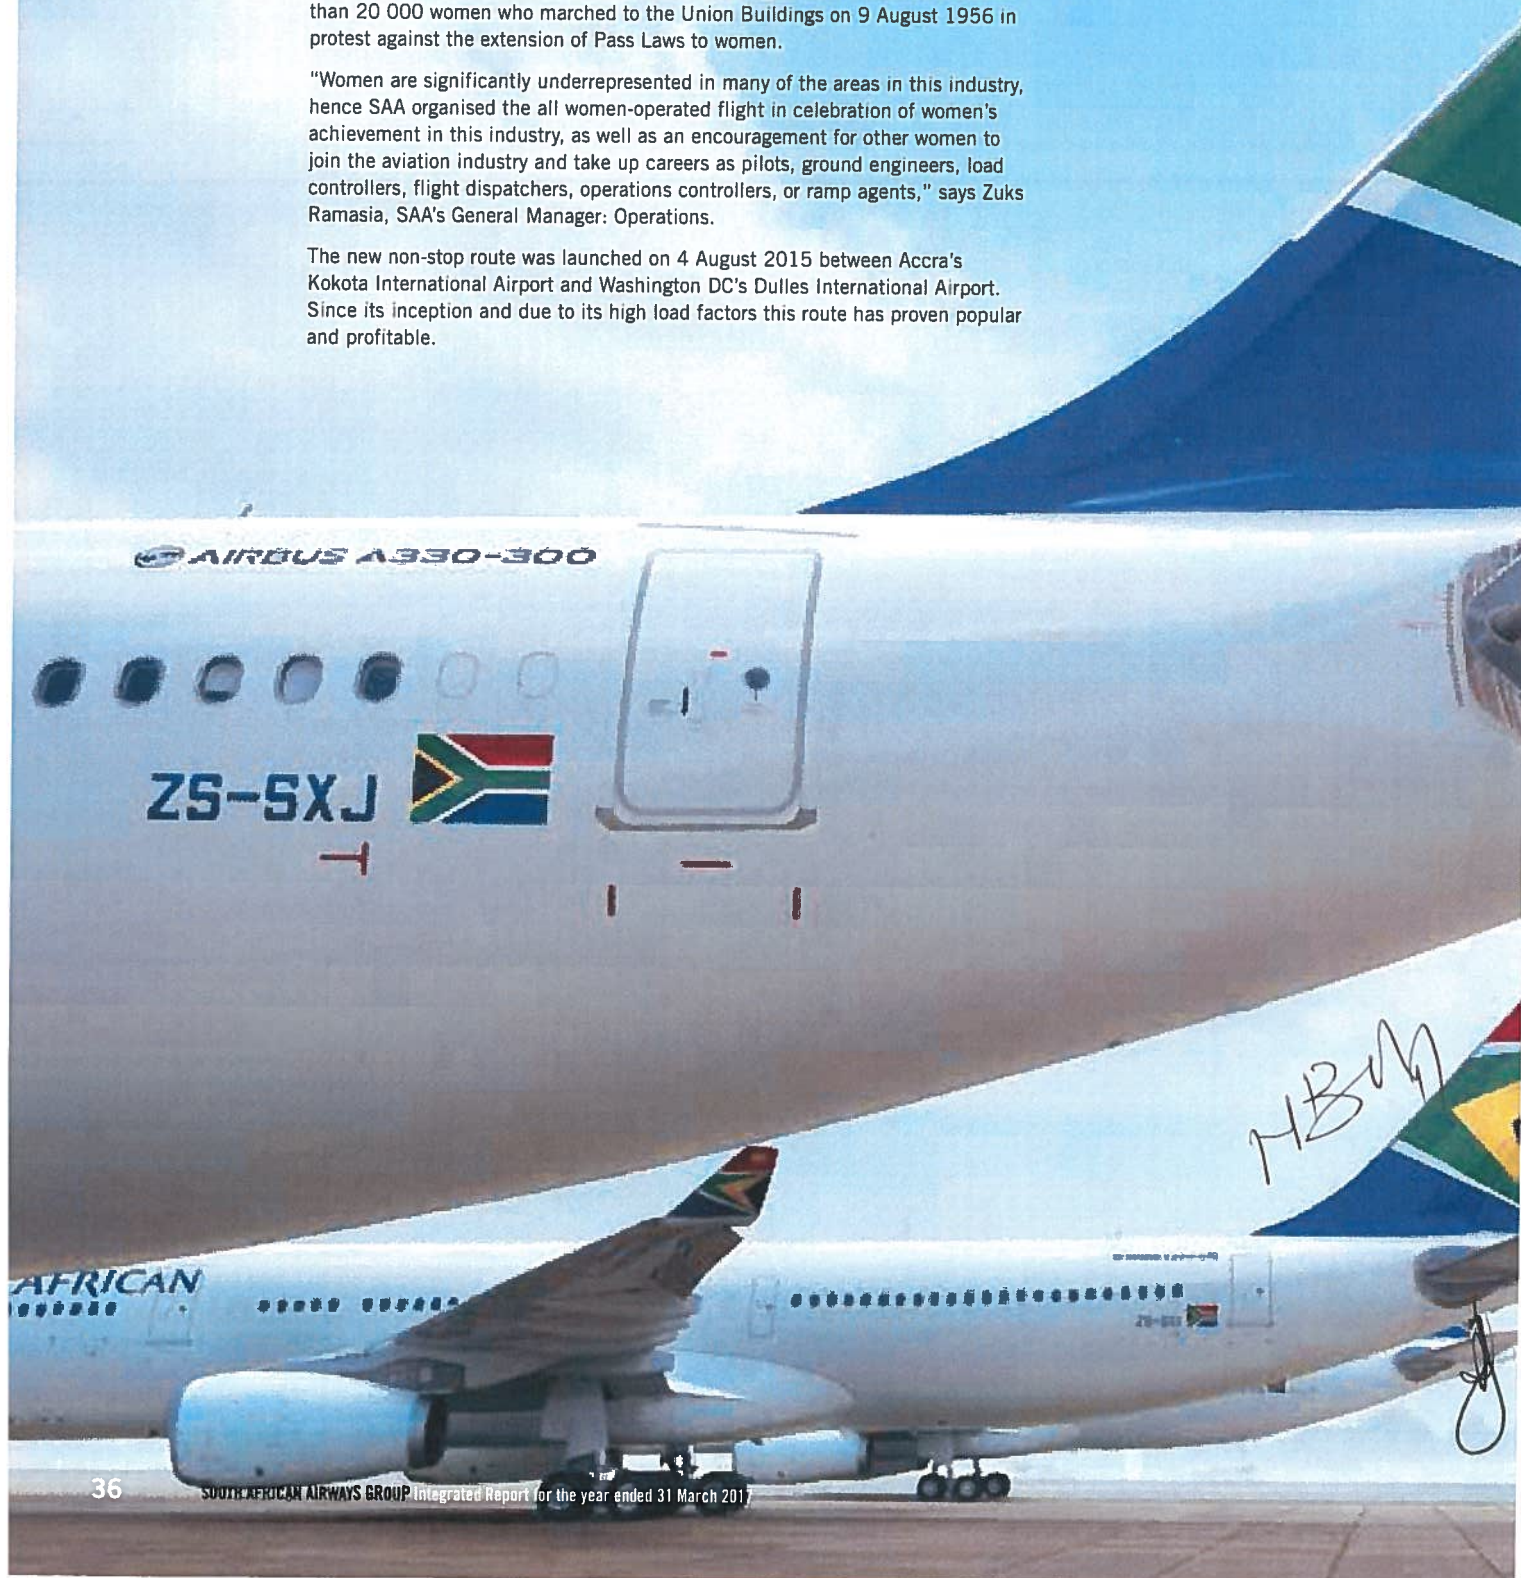 than 20 000 women who marched to the Union Buildings on 9 August 1956 in
protest against the extension of Pass Laws to women.
"Women are significantly underrepresented in many of the areas in this industry,
hence SAA organised the all women-operated flight in celebration of women's
achievement in this industry, as well as an encouragement for other women to
join the aviation industry and take up careers as pilots, ground engineers, load
controllers, flight dispatchers, operations controllers, or ramp agents," says Zuks
Ramasia, SAA's General Manager: Operations.
The new non-stop route was launched on 4 August 2015 between Accra's
Kokota International Airport and Washington DC's Dulles International Airport.
Since its inception and due to its high load factors this route has proven popular
and profitable.
AIRBUS A330-300
ZS-SXJ
AFRICAN
36
SOUTH AFRICAN AIRWAYS GROUP Integrated Report for the year ended 31 March 2017